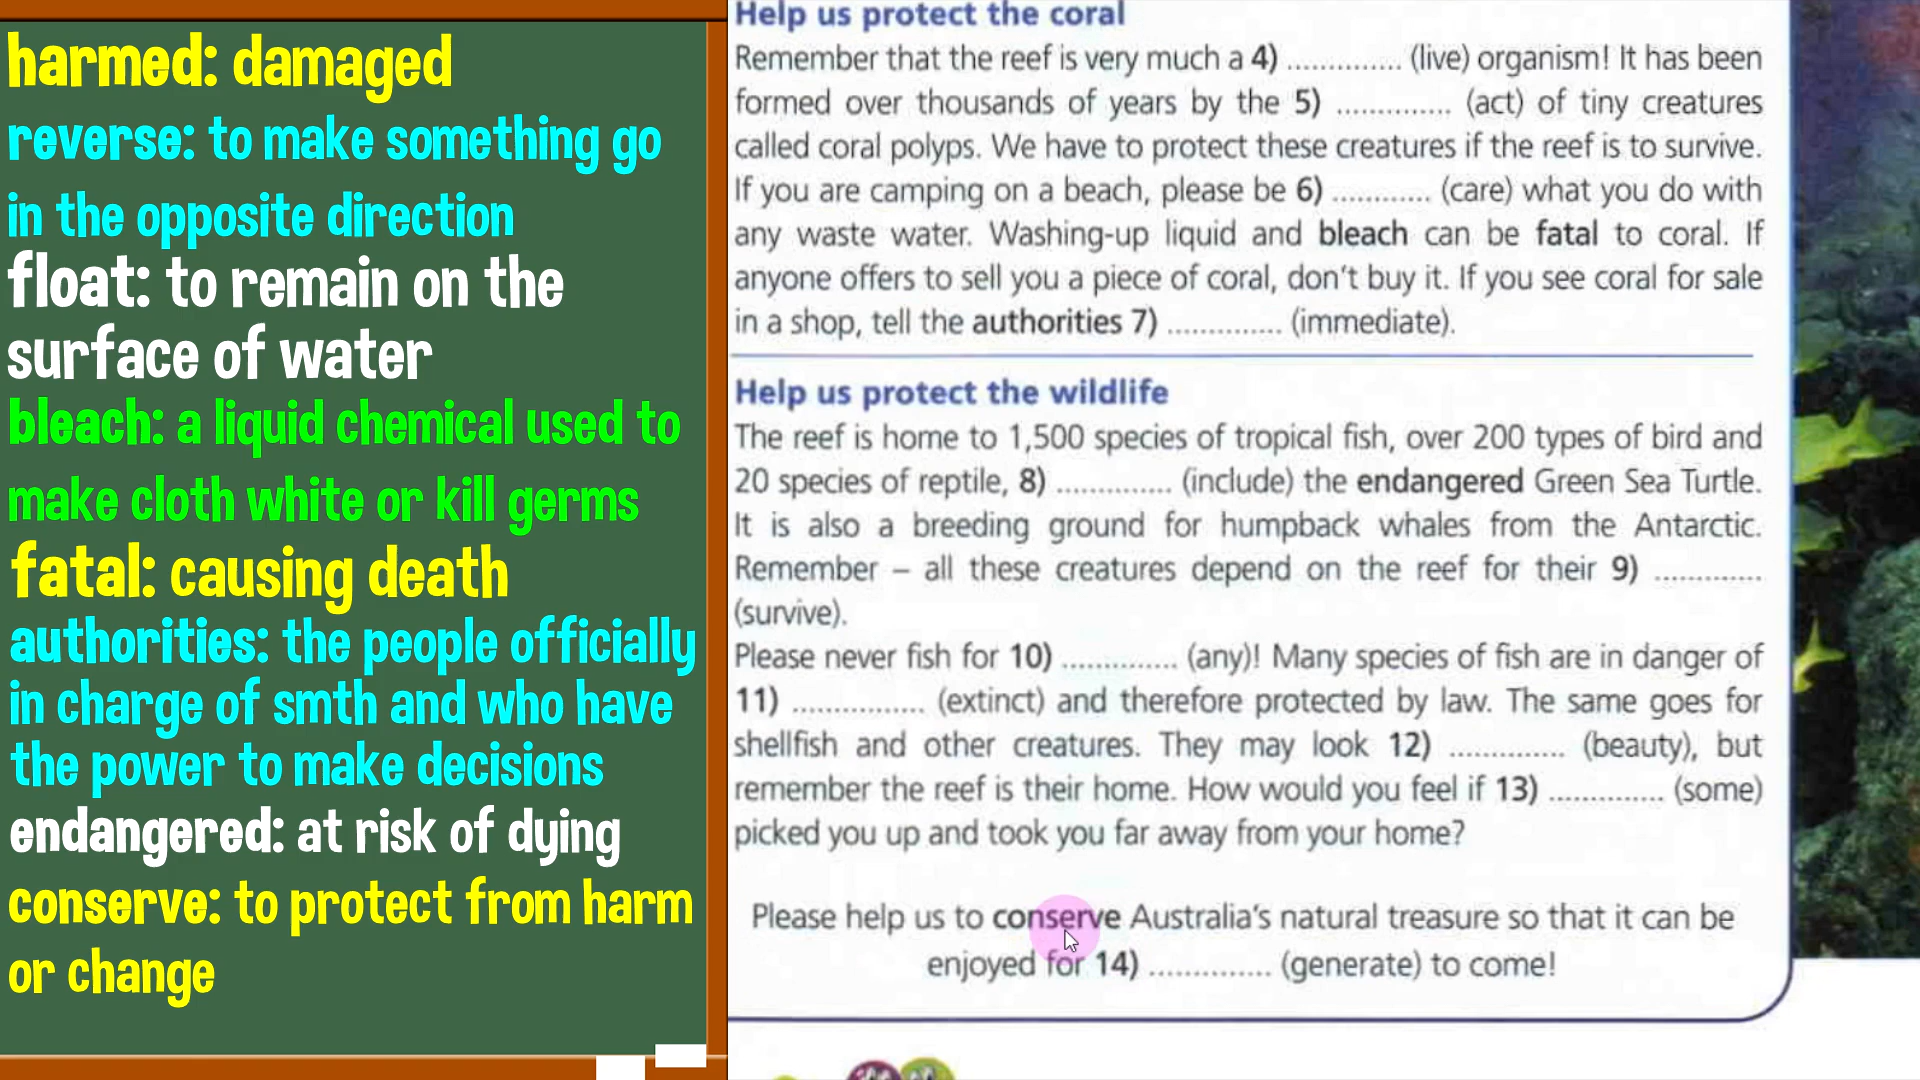 harmed: damaged
reverse: to make something go
in the opposite direction
float: to remain on the
surface of water
bleach: a liquid chemical used to
make cloth white or kill germs
fatal: causing death
authorities: the people officially
in charge of smth and who have
the power to make decisions
endangered: at risk of dying
conserve: to protect from harm
or change
Help us protect the coral
Remember that the reef is very much a 4) .............. (live) organism! It has been
formed over thousands of years by the 5) .............. (act) of tiny creatures
called coral polyps. We have to protect these creatures if the reef is to survive.
If you are camping on a beach, please be 6) ............ (care) what you do with
any waste water. Washing-up liquid and bleach can be fatal to coral. If
anyone offers to sell you a piece of coral, don't buy it. If you see coral for sale
in a shop, tell the authorities 7) .............. (immediate).
Help us protect the wildlife
The reef is home to 1,500 species of tropical fish, over 200 types of bird and
20 species of reptile, 8) .............. (include) the endangered Green Sea Turtle.
It is also a breeding ground for humpback whales from the Antarctic.
Remember – all these creatures depend on the reef for their 9) .............
(survive).
Please never fish for 10) .............. (any)! Many species of fish are in danger of
11) ................ (extinct) and therefore protected by law. The same goes for
shellfish and other creatures. They may look 12) .............. (beauty), but
remember the reef is their home. How would you feel if 13) .............. (some)
picked you up and took you far away from your home?
Please help us to conserve Australia's natural treasure so that it can be
enjoyed for 14) ............... (generate) to come!